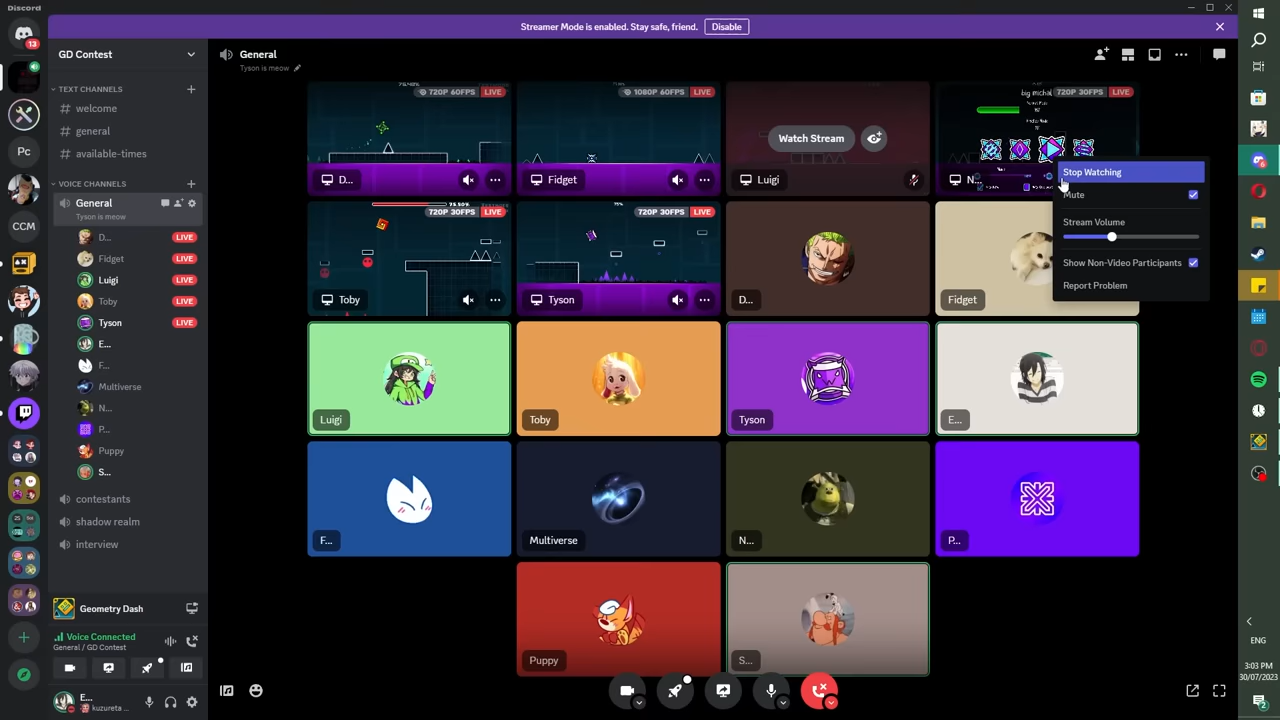 Discord
Streamer Mode is enabled. Stay safe, friend.
Disable
13
GD Contest
General
Tyson is meow
TEXT CHANNELS
welcome
general
available-times
VOICE CHANNELS
General
Tyson is meow
D...
LIVE
Fidget
LIVE
Luigi
LIVE
Toby
LIVE
Tyson
LIVE
E...
F...
Multiverse
N...
P...
Puppy
S...
contestants
shadow realm
interview
Pc
CCM
Geometry Dash
Voice Connected
General / GD Contest
E...
kuzureta
720P 60FPS
LIVE
D...
1080P 60FPS
LIVE
Fidget
Watch Stream
Luigi
big michal
720P 30FPS
LIVE
N...
Stop Watching
Mute
Stream Volume
Show Non-Video Participants
Report Problem
720P 30FPS
LIVE
Toby
720P 30FPS
LIVE
Tyson
D...
Fidget
Luigi
Toby
Tyson
E...
F...
Multiverse
N...
P...
Puppy
S...
ENG
3:03 PM
30/07/2023